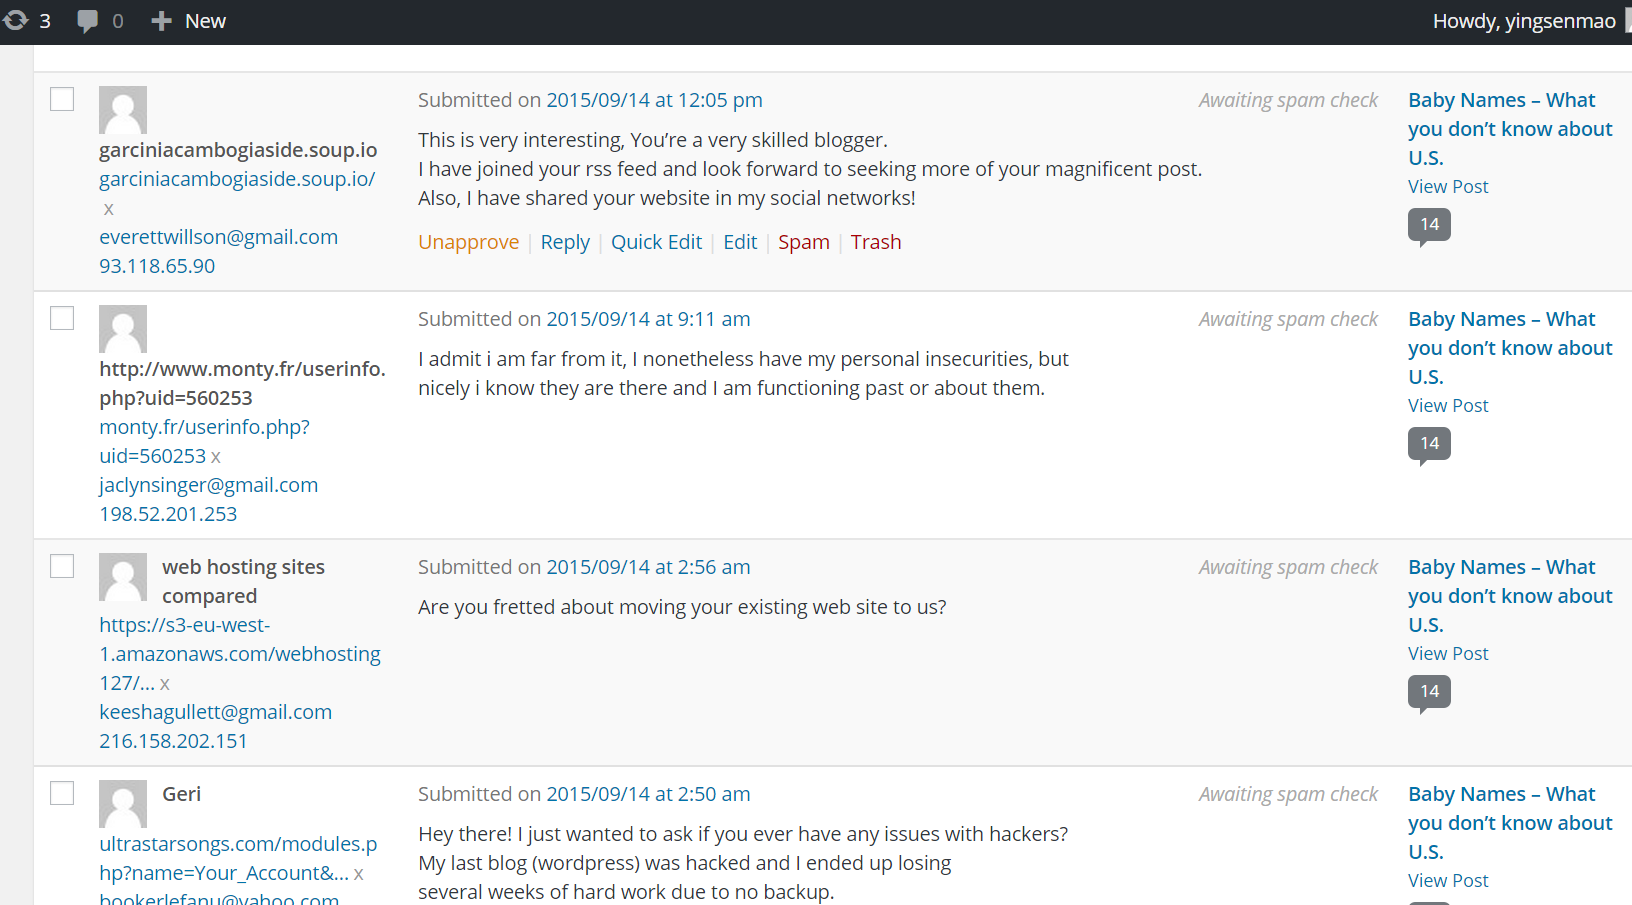 3 0 New Howdy, yingsenmao
garciniacambogiaside.soup.io
garciniacambogiaside.soup.io/
x
everettwillson@gmail.com
93.118.65.90
Submitted on 2015/09/14 at 12:05 pm
This is very interesting, You’re a very skilled blogger.
I have joined your rss feed and look forward to seeking more of your magnificent post.
Also, I have shared your website in my social networks!
Unapprove | Reply | Quick Edit | Edit | Spam | Trash
Awaiting spam check
Baby Names – What
you don’t know about
U.S.
View Post
14
http://www.monty.fr/userinfo.
php?uid=560253
monty.fr/userinfo.php?
uid=560253 x
jaclynsinger@gmail.com
198.52.201.253
Submitted on 2015/09/14 at 9:11 am
I admit i am far from it, I nonetheless have my personal insecurities, but
nicely i know they are there and I am functioning past or about them.
Awaiting spam check
Baby Names – What
you don’t know about
U.S.
View Post
14
web hosting sites
compared
https://s3-eu-west-
1.amazonaws.com/webhosting
127/... x
keeshagullett@gmail.com
216.158.202.151
Submitted on 2015/09/14 at 2:56 am
Are you fretted about moving your existing web site to us?
Awaiting spam check
Baby Names – What
you don’t know about
U.S.
View Post
14
Geri
ultrastarsongs.com/modules.p
hp?name=Your_Account&... x
bookerlefanu@yahoo.com
Submitted on 2015/09/14 at 2:50 am
Hey there! I just wanted to ask if you ever have any issues with hackers?
My last blog (wordpress) was hacked and I ended up losing
several weeks of hard work due to no backup.
Awaiting spam check
Baby Names – What
you don’t know about
U.S.
View Post